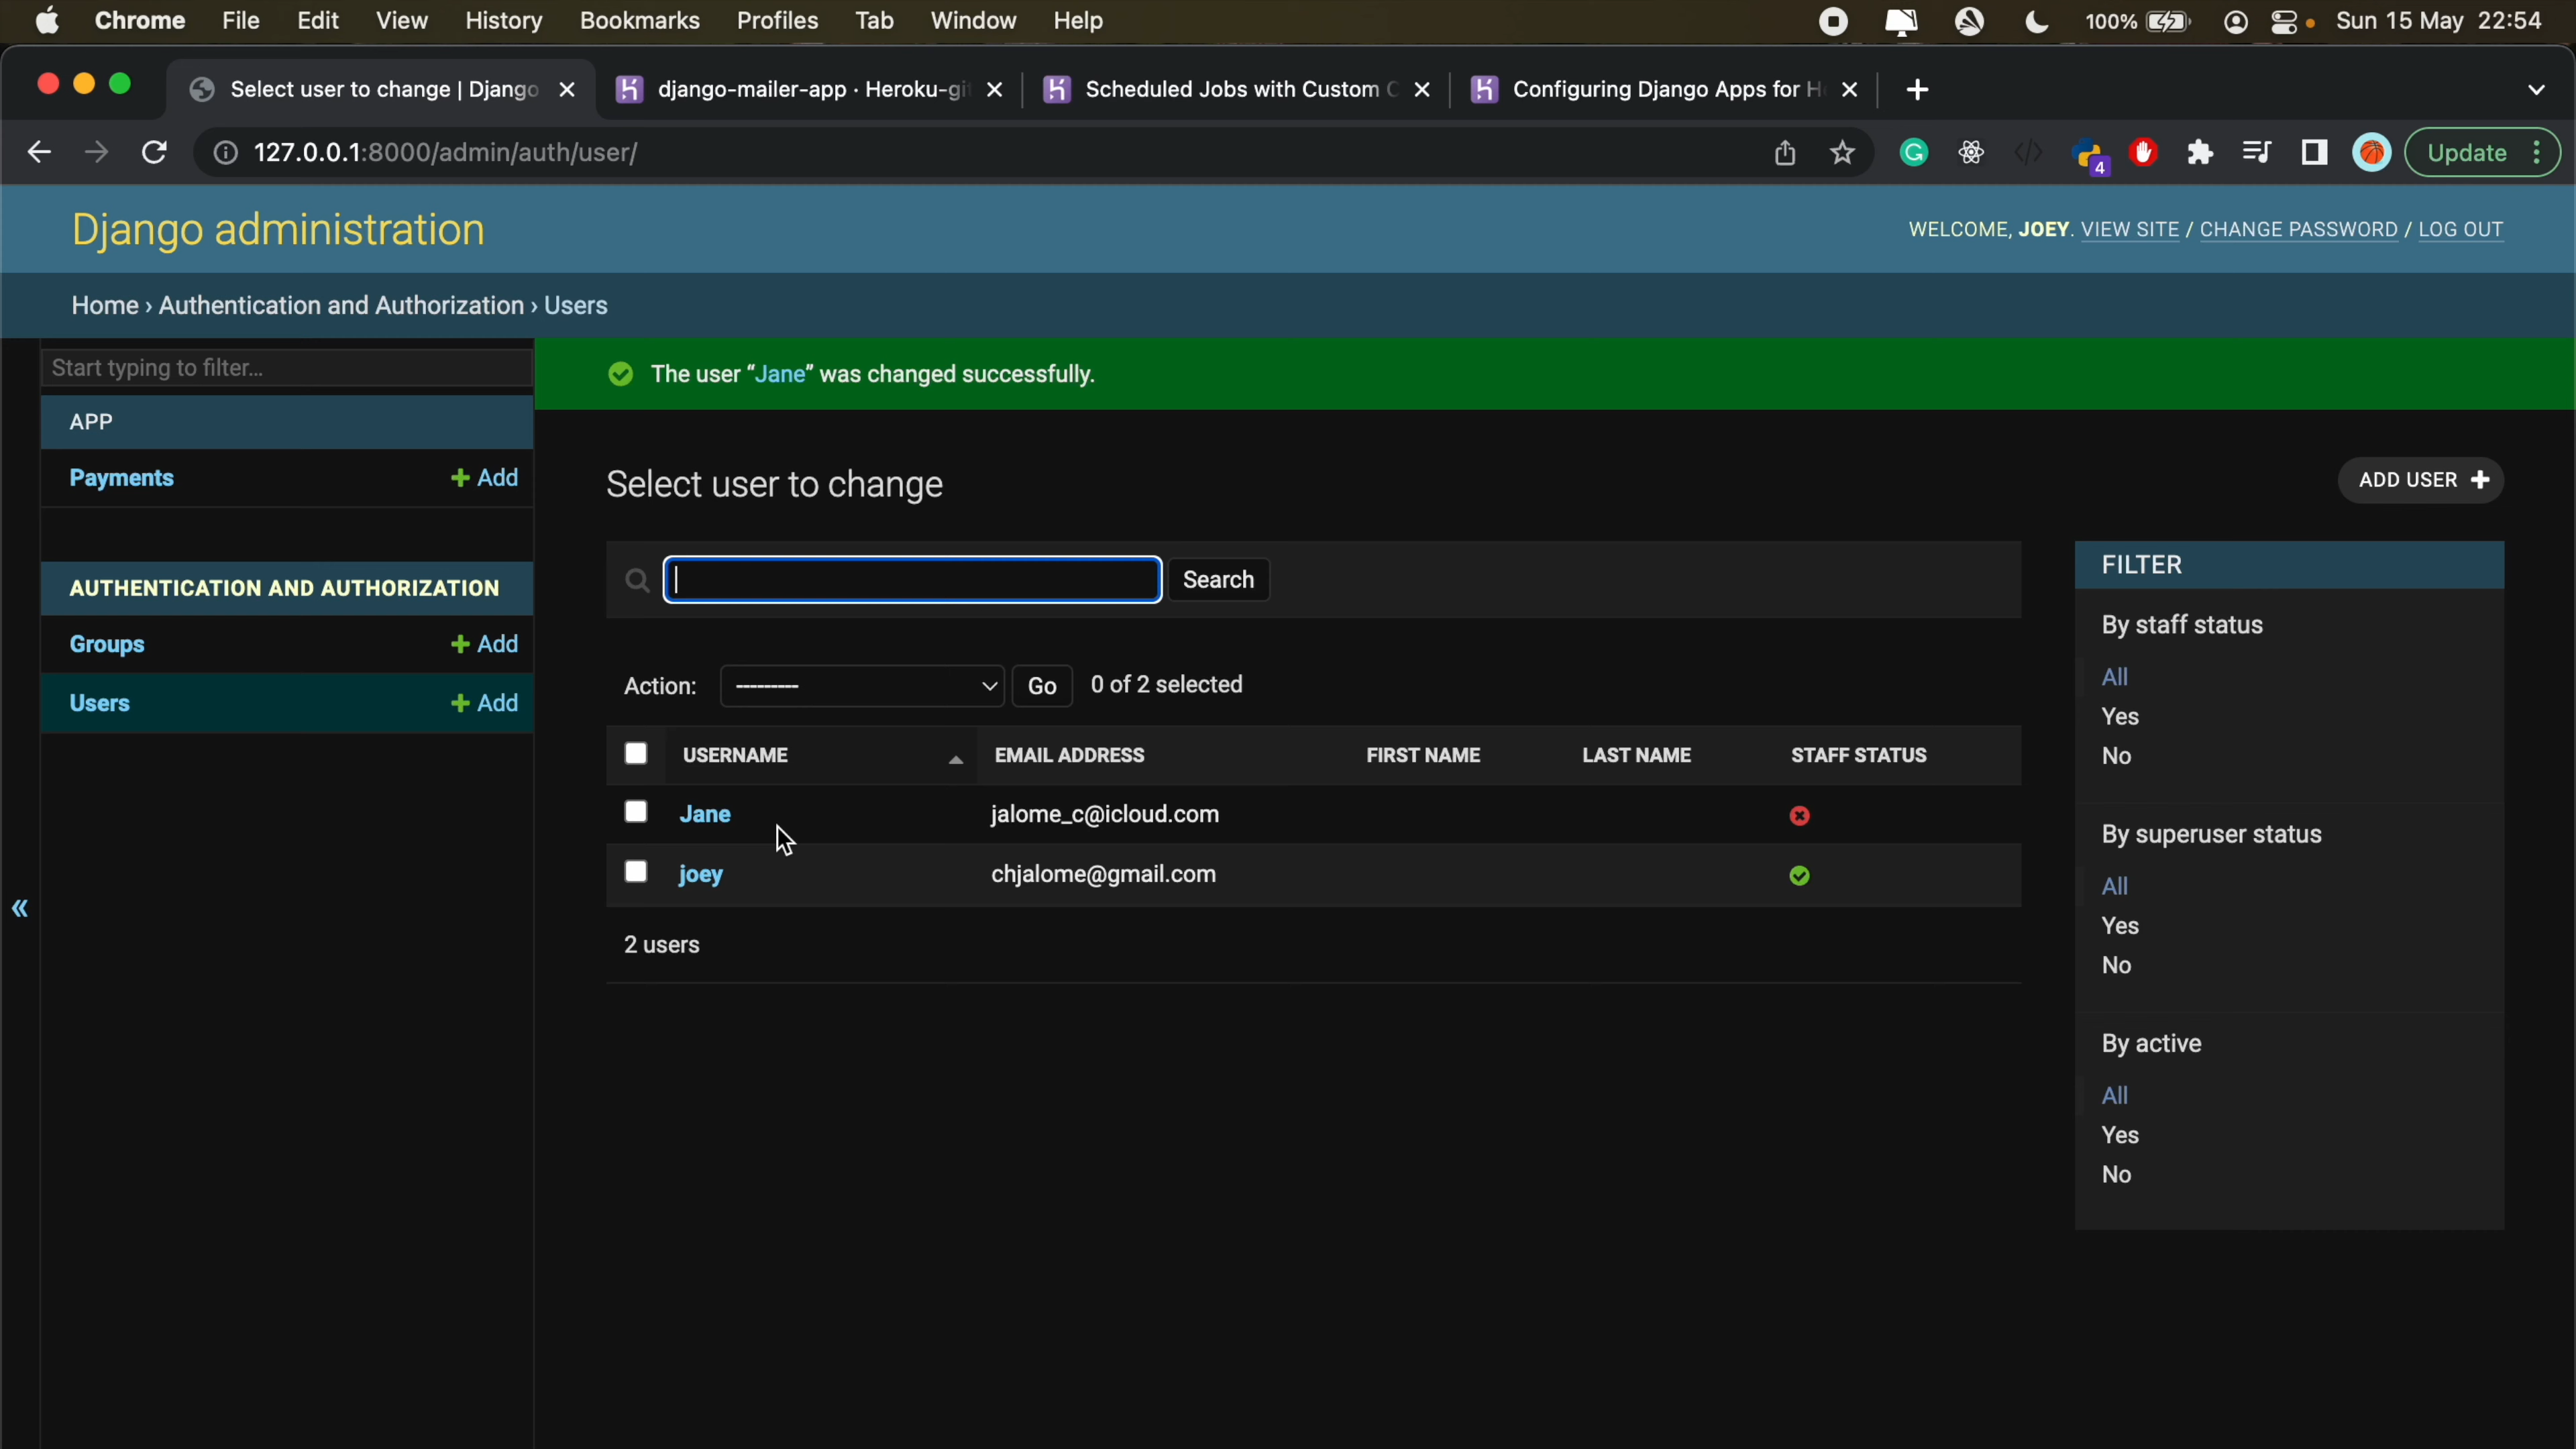 Chrome File Edit View History Bookmarks Profiles Tab Window Help 100% Sun 15 May 22:54
Select user to change | Django django-mailer-app · Heroku-gi Scheduled Jobs with Custom C Configuring Django Apps for H
127.0.0.1:8000/admin/auth/user/ 4 Update
Django administration WELCOME, JOEY. VIEW SITE / CHANGE PASSWORD / LOG OUT
Home › Authentication and Authorization › Users
Start typing to filter...
The user “Jane” was changed successfully.
APP
Payments + Add
Select user to change ADD USER +
Search
FILTER
AUTHENTICATION AND AUTHORIZATION
Groups + Add
Users + Add
Action: --------- Go 0 of 2 selected
USERNAME EMAIL ADDRESS FIRST NAME LAST NAME STAFF STATUS
Jane jalome_c@icloud.com
joey chjalome@gmail.com
2 users
By staff status
All
Yes
No
By superuser status
All
Yes
No
By active
All
Yes
No
«